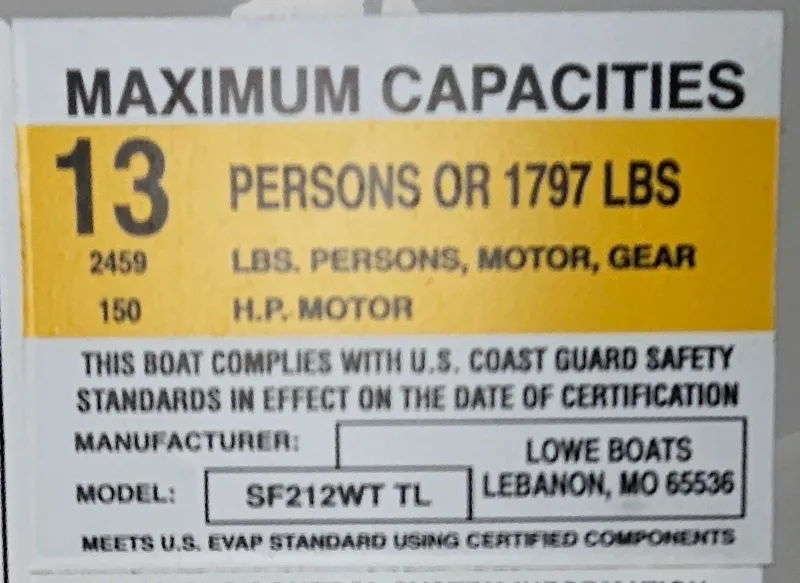 MAXIMUM CAPACITIES
13 PERSONS OR 1797 LBS
2459 LBS. PERSONS, MOTOR, GEAR
150 H.P. MOTOR
THIS BOAT COMPLIES WITH U.S. COAST GUARD SAFETY
STANDARDS IN EFFECT ON THE DATE OF CERTIFICATION
MANUFACTURER: LOWE BOATS
MODEL: SF212WT TL LEBANON, MO 65536
MEETS U.S. EVAP STANDARD USING CERTIFIED COMPONENTS